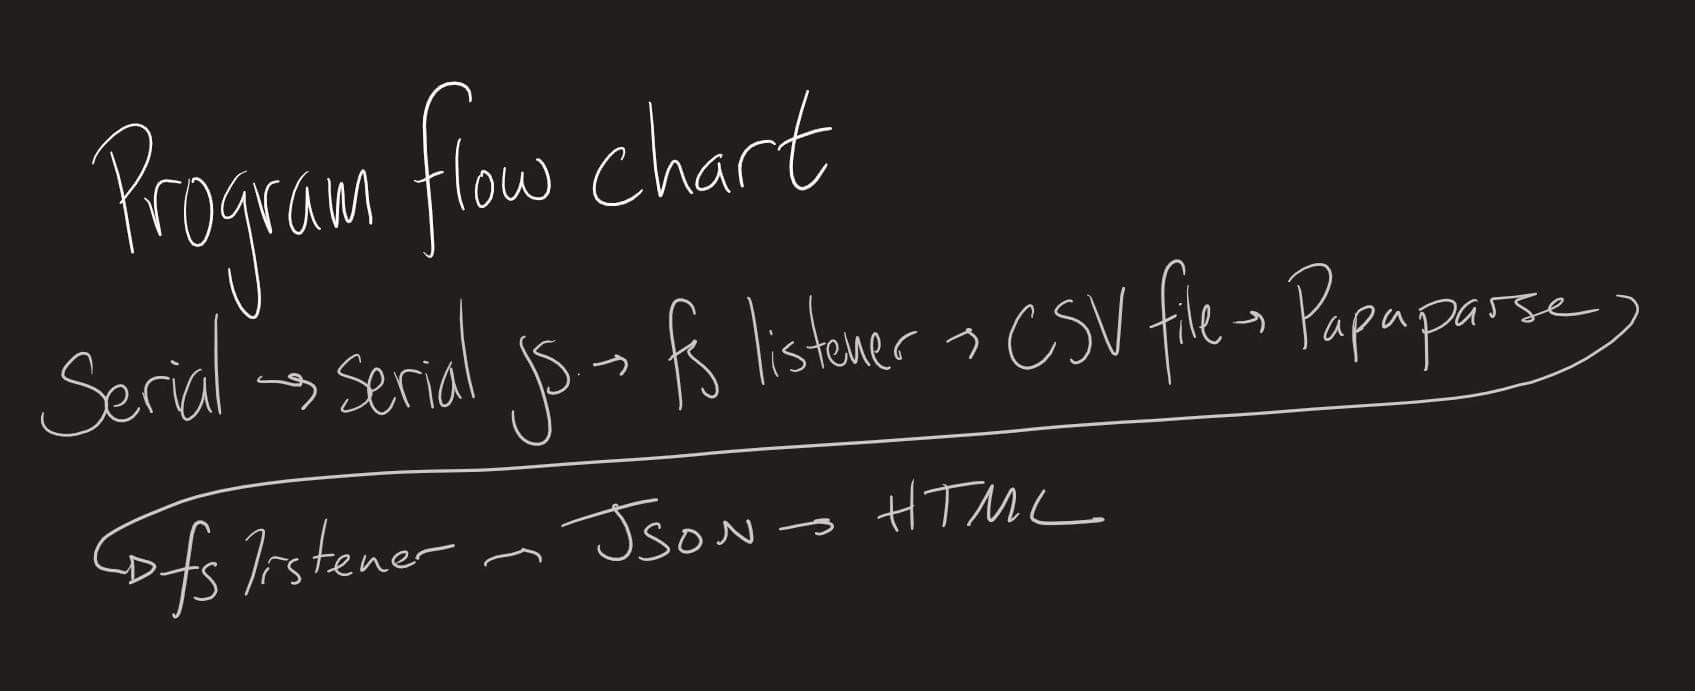 Program flow chart
Serial → serial js. → fs listener → CSV file → Papaparse
fs listener → JSON → HTML